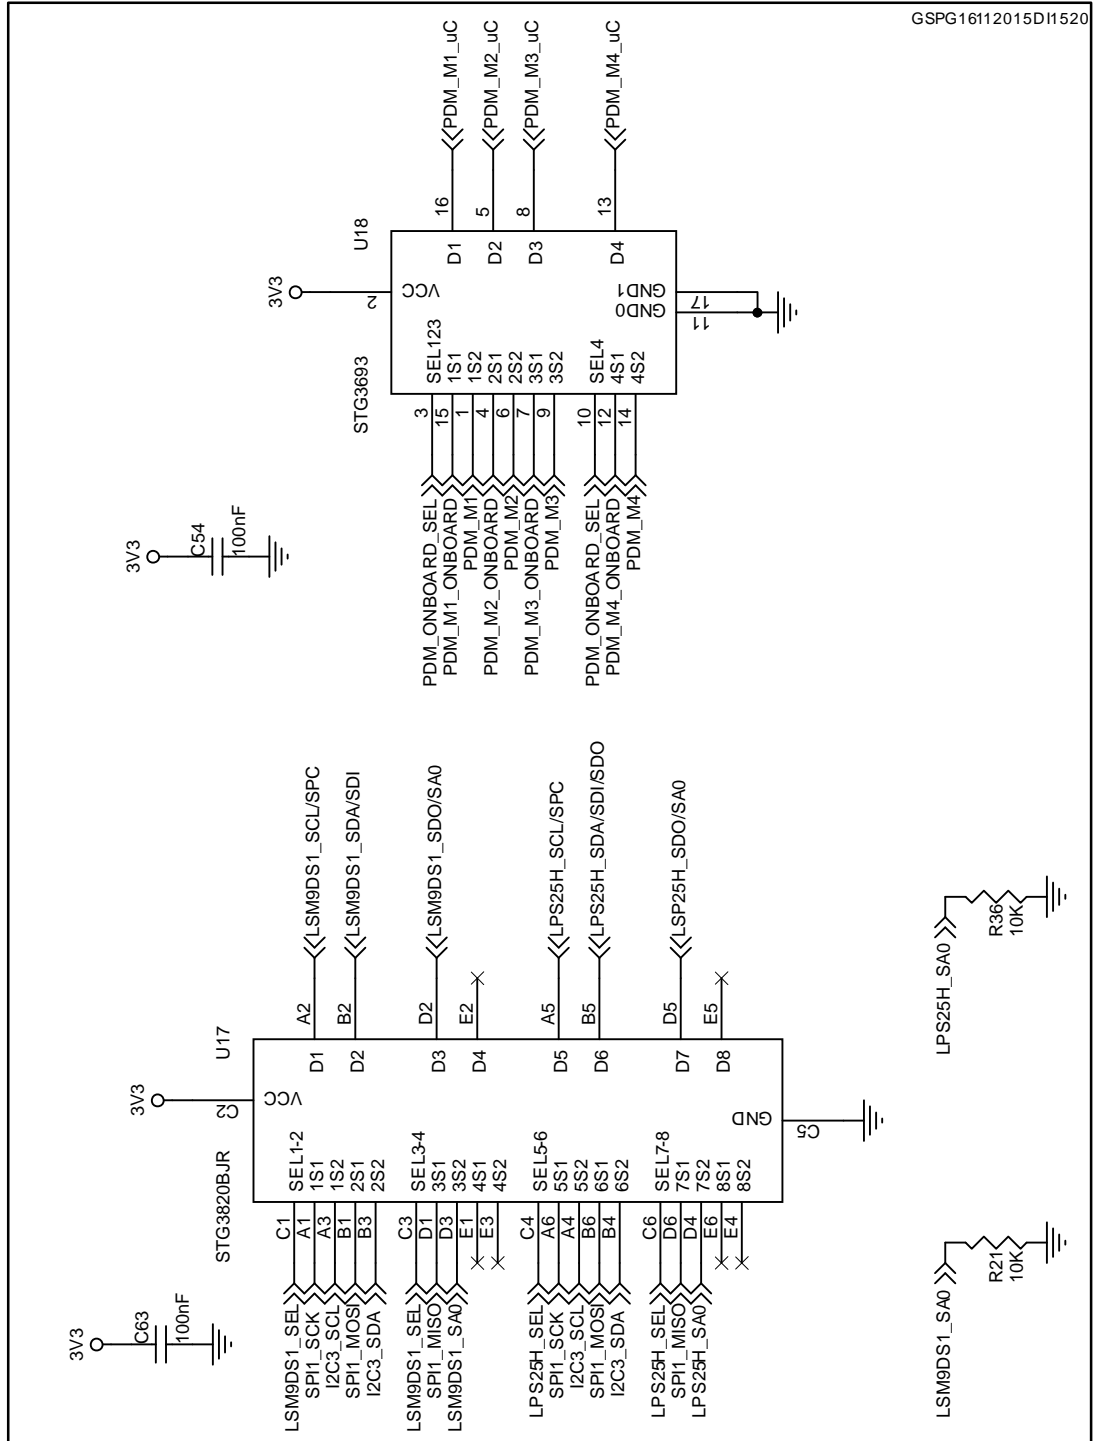 GSPG16112015DI1520
3V3
C63
100nF
STG3820BJR
U17
3V3
C2
VCC
GND
C5
LSM9DS1_SEL
C1
SEL1-2
SPI1_SCK
A1
1S1
I2C3_SCL
A3
1S2
SPI1_MOSI
B1
2S1
I2C3_SDA
B3
2S2
LSM9DS1_SEL
C3
SEL3-4
SPI1_MISO
D1
3S1
LSM9DS1_SA0
D3
3S2
E1
4S1
E3
4S2
LPS25H_SEL
C4
SEL5-6
SPI1_SCK
A6
5S1
I2C3_SCL
A4
5S2
SPI1_MOSI
B6
6S1
I2C3_SDA
B4
6S2
LPS25H_SEL
C6
SEL7-8
SPI1_MISO
D6
7S1
LPS25H_SA0
D4
7S2
E6
8S1
E4
8S2
D1
A2
LSM9DS1_SCL/SPC
D2
B2
LSM9DS1_SDA/SDI
D3
D2
LSM9DS1_SDO/SA0
D4
E2
D5
A5
LPS25H_SCL/SPC
D6
B5
LPS25H_SDA/SDI/SDO
D7
D5
LSP25H_SDO/SA0
D8
E5
LSM9DS1_SA0
R21
10K
LPS25H_SA0
R36
10K
3V3
C54
100nF
STG3693
U18
3V3
2
VCC
GND1
17
GND0
11
PDM_ONBOARD_SEL
3
SEL123
PDM_M1_ONBOARD
15
1S1
PDM_M1
1
1S2
PDM_M2_ONBOARD
4
2S1
PDM_M2
6
2S2
PDM_M3_ONBOARD
7
3S1
PDM_M3
9
3S2
PDM_ONBOARD_SEL
10
SEL4
PDM_M4_ONBOARD
12
4S1
PDM_M4
14
4S2
D1
16
PDM_M1_uC
D2
5
PDM_M2_uC
D3
8
PDM_M3_uC
D4
13
PDM_M4_uC